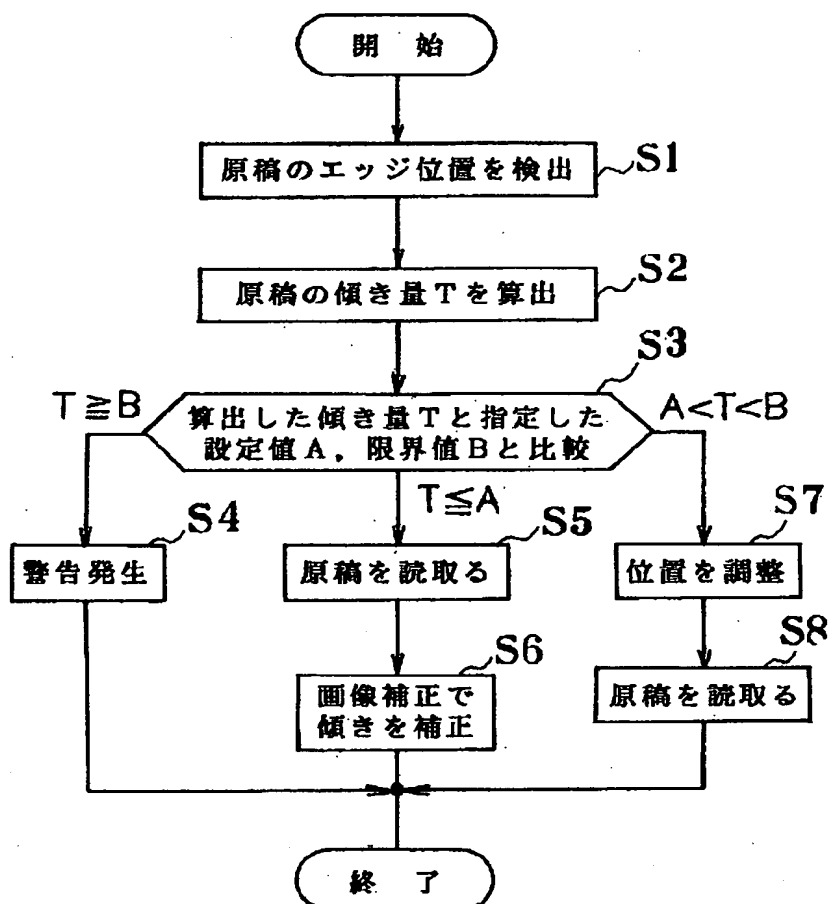 開 始
原稿のエッジ位置を検出
S1
原稿の傾き量Tを算出
S2
S3
算出した傾き量Tと指定した
設定値A，限界値Bと比較
T≧B
T≦A
A<T<B
S4
警告発生
S5
原稿を読取る
S6
画像補正で
傾きを補正
S7
位置を調整
S8
原稿を読取る
終 了